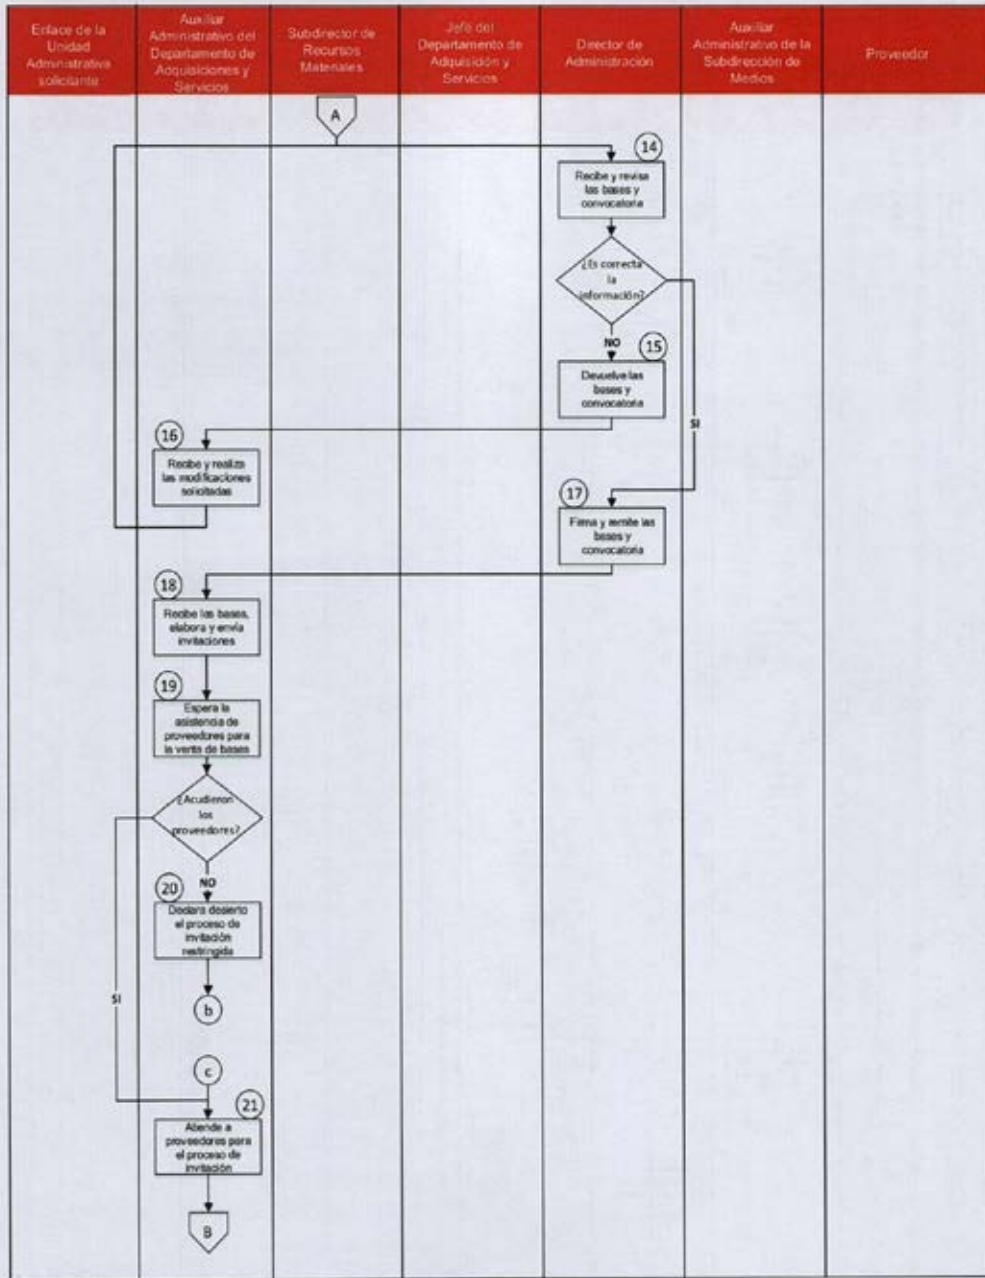 Enlace de la
Unidad
Administrativa
solicitante
Auxiliar
Administrativo del
Departamento de
Adquisiciones y
Servicios
Subdirector de
Recursos
Materiales
Jefe del
Departamento de
Adquisición y
Servicios
Director de
Administración
Auxiliar
Administrativo de la
Subdirección de
Medios
Proveedor
A
14
Recibe y revisa
las bases y
convocatoria
¿Es correcta
la
información?
NO
15
Devuelve las
bases y
convocatoria
SI
16
Recibe y realiza
las modificaciones
solicitadas
17
Firma y remite las
bases y
convocatoria
18
Recibe las bases,
elabora y envía
invitaciones
19
Espera la
asistencia de
proveedores para
la venta de bases
¿Acudieron
los
proveedores?
NO
20
Declara desierto
el proceso de
invitación
restringida
SI
b
c
21
Atiende a
proveedores para
el proceso de
invitación
B